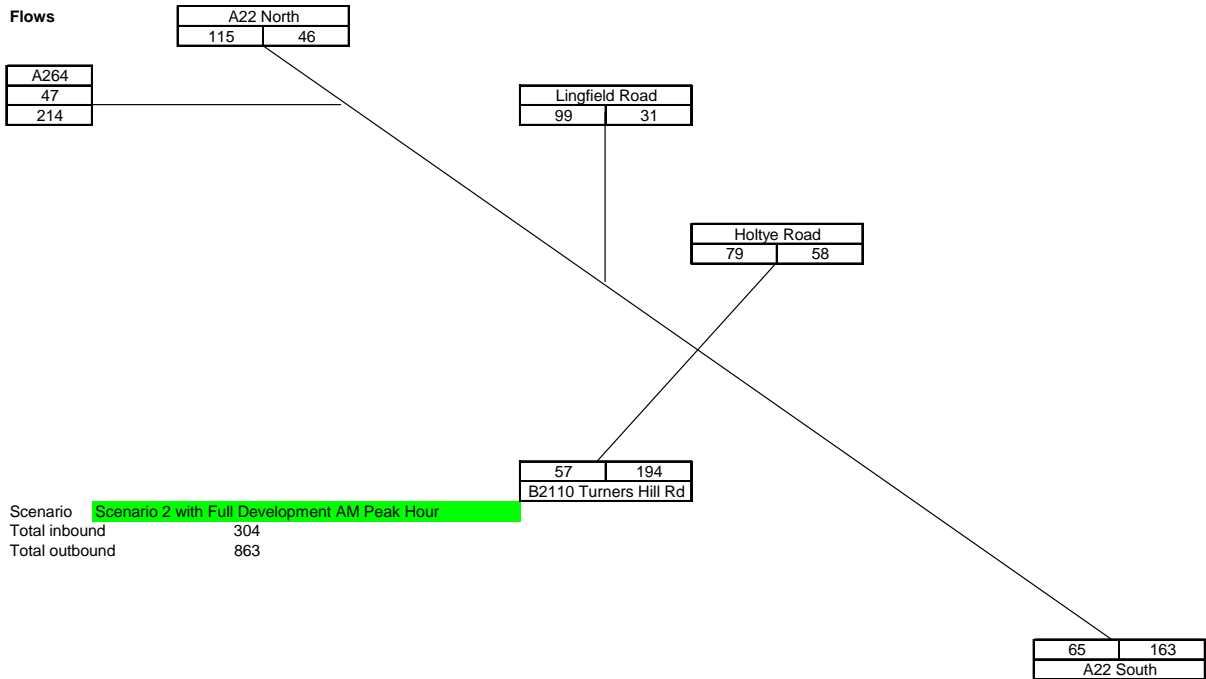 Flows
A22 North
115 46
A264
47
214
Lingfield Road
99 31
Holtye Road
79 58
57 194
B2110 Turners Hill Rd
Scenario Scenario 2 with Full Development AM Peak Hour
Total inbound 304
Total outbound 863
65 163
A22 South